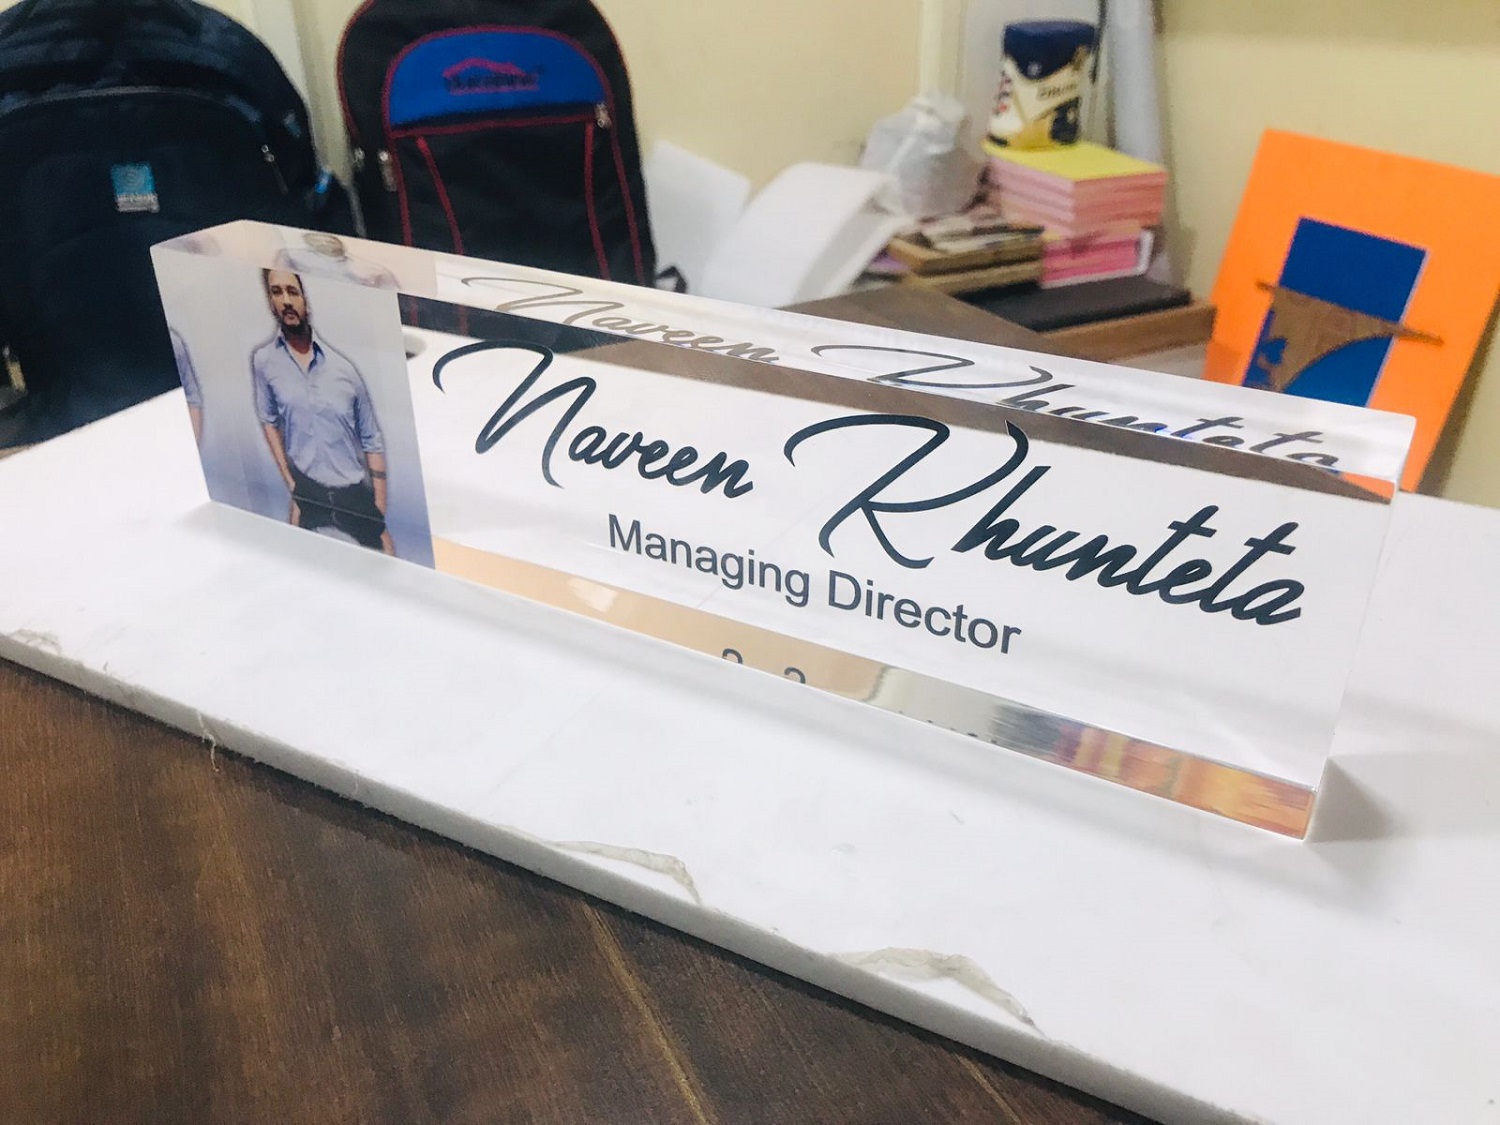 Naveen Khunteta
Managing Director